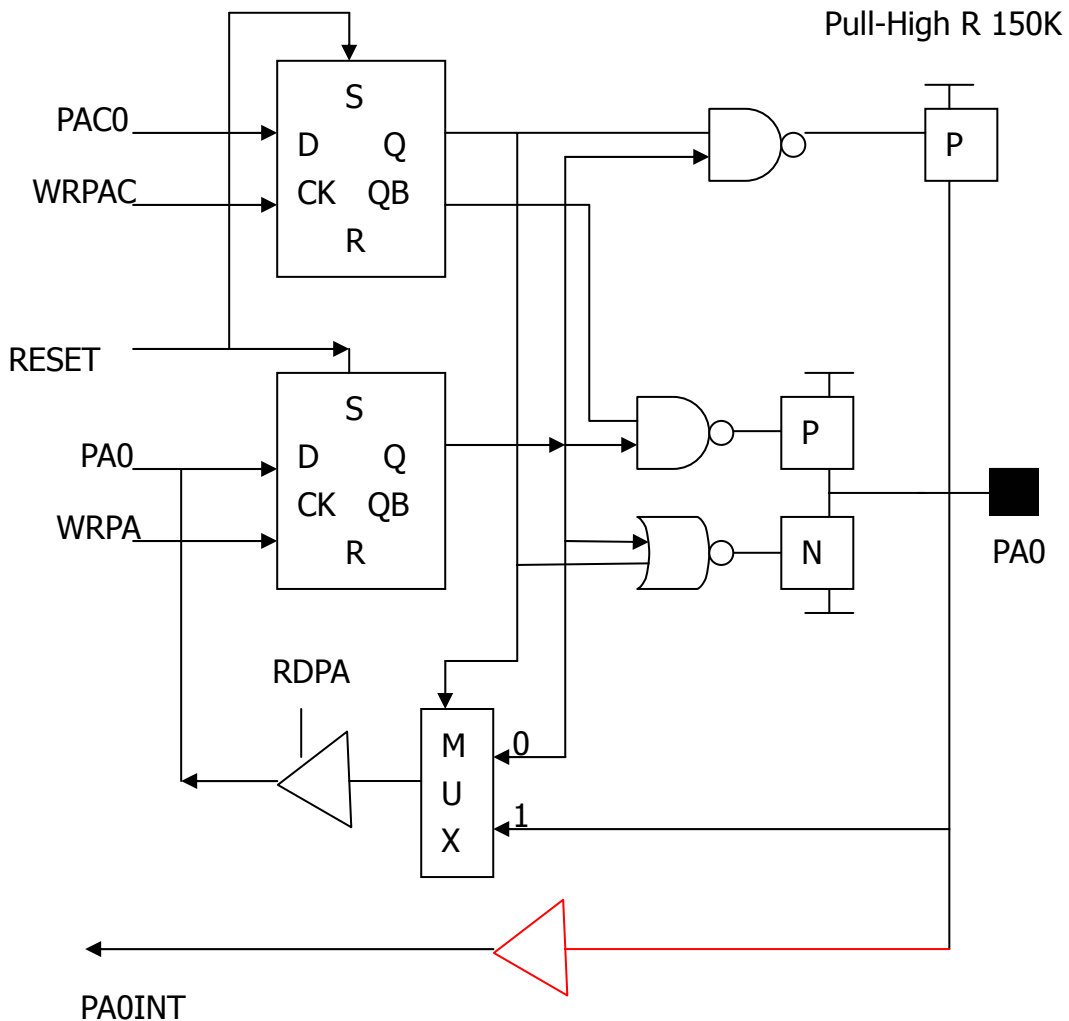 Pull-High R 150K
S
PAC0
D Q
P
WRPAC
CK QB
R
RESET
S
P
PA0
D Q
CK QB
WRPA
R
N
PA0
RDPA
M
0
U
1
X
PA0INT